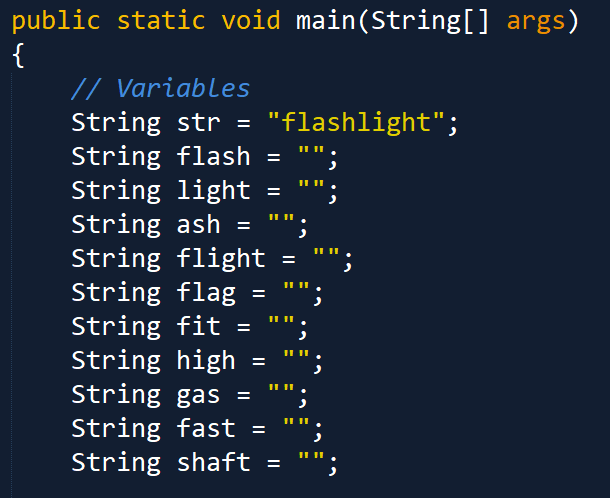 public static void main(String[] args)
{
    // Variables
    String str = "flashlight";
    String flash = "";
    String light = "";
    String ash = "";
    String flight = "";
    String flag = "";
    String fit = "";
    String high = "";
    String gas = "";
    String fast = "";
    String shaft = "";